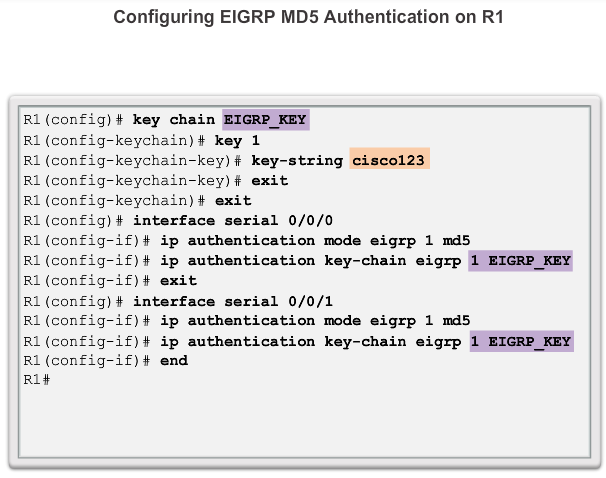 Configuring EIGRP MD5 Authentication on R1
R1(config)# key chain EIGRP_KEY
R1(config-keychain)# key 1
R1(config-keychain-key)# key-string cisco123
R1(config-keychain-key)# exit
R1(config-keychain)# exit
R1(config)# interface serial 0/0/0
R1(config-if)# ip authentication mode eigrp 1 md5
R1(config-if)# ip authentication key-chain eigrp 1 EIGRP_KEY
R1(config-if)# exit
R1(config)# interface serial 0/0/1
R1(config-if)# ip authentication mode eigrp 1 md5
R1(config-if)# ip authentication key-chain eigrp 1 EIGRP_KEY
R1(config-if)# end
R1#